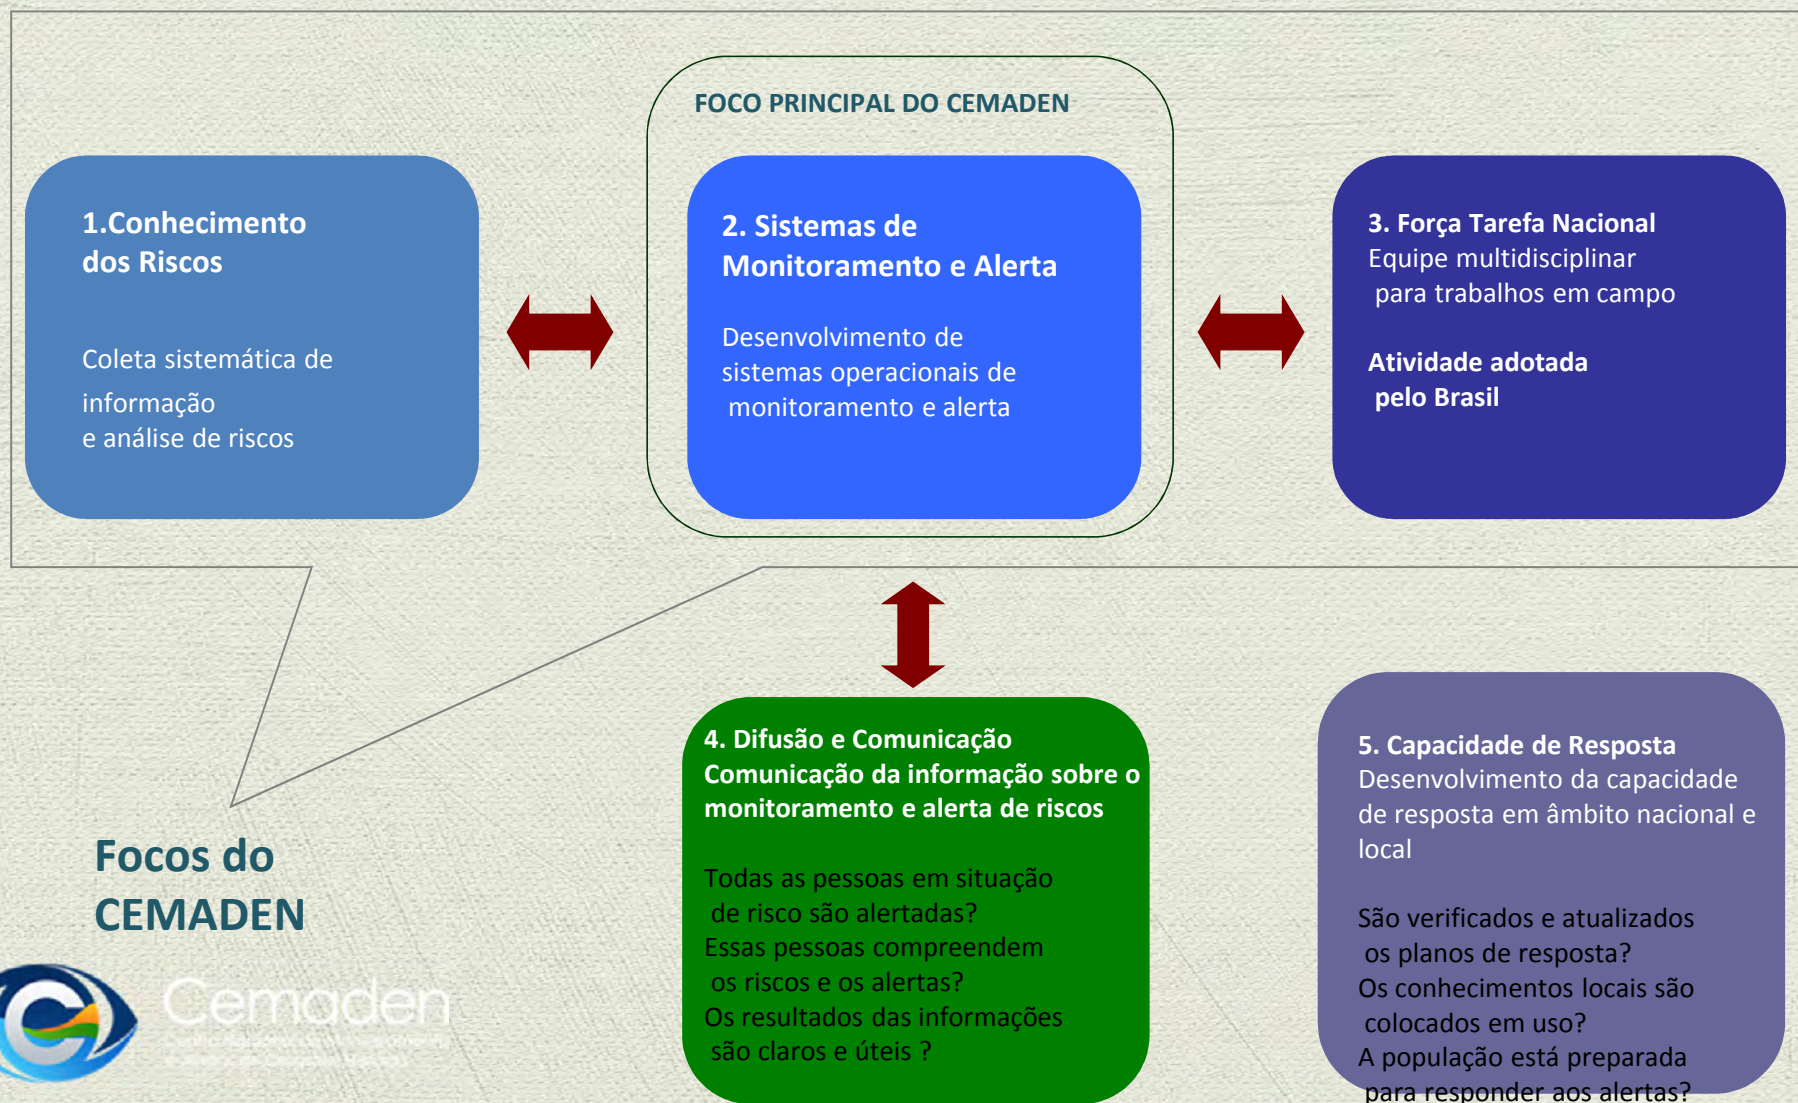 FOCO PRINCIPAL DO CEMADEN
1.Conhecimento
dos Riscos
Coleta sistemática de
informação
e análise de riscos
2. Sistemas de
Monitoramento e Alerta
Desenvolvimento de
sistemas operacionais de
monitoramento e alerta
3. Força Tarefa Nacional
Equipe multidisciplinar
para trabalhos em campo
Atividade adotada
pelo Brasil
4. Difusão e Comunicação
Comunicação da informação sobre o
monitoramento e alerta de riscos
Todas as pessoas em situação
de risco são alertadas?
Essas pessoas compreendem
os riscos e os alertas?
Os resultados das informações
são claros e úteis ?
5. Capacidade de Resposta
Desenvolvimento da capacidade
de resposta em âmbito nacional e
local
São verificados e atualizados
os planos de resposta?
Os conhecimentos locais são
colocados em uso?
A população está preparada
para responder aos alertas?
Focos do
CEMADEN
Cemaden